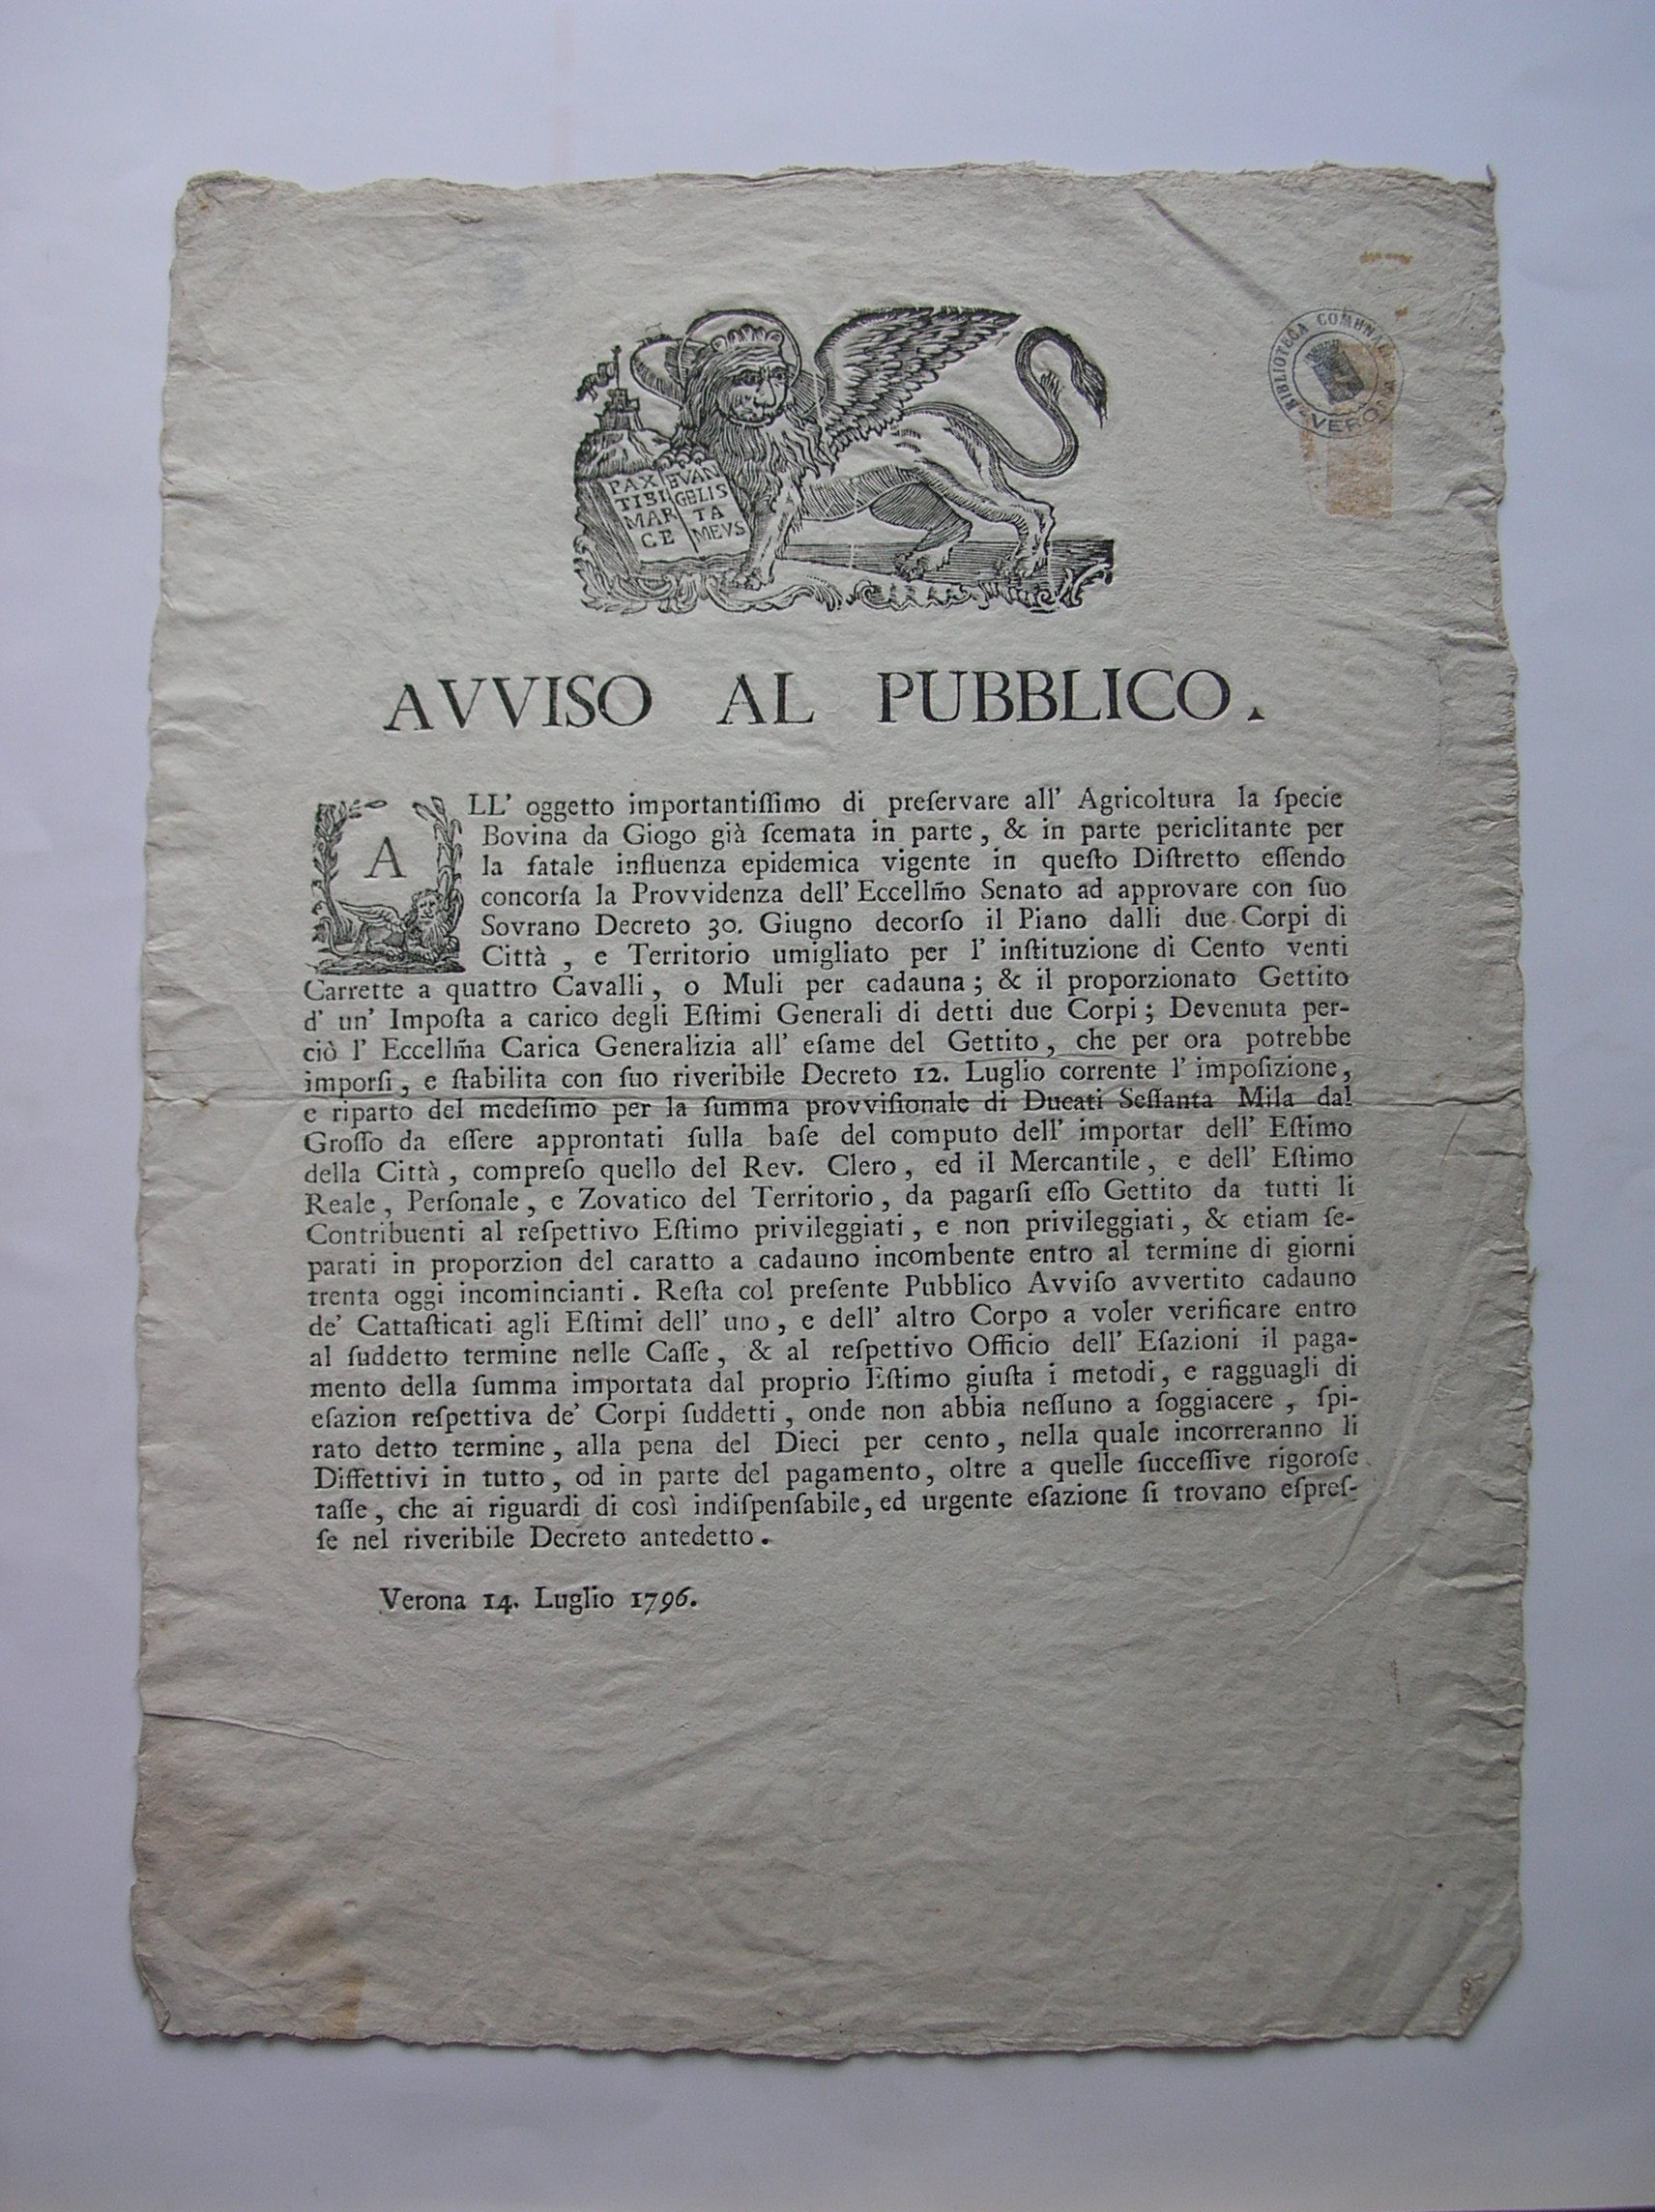 BIBLIOTECA COMUNALE
VERONA
PAX
TIBI
MAR
CE
EVAN
GELIS
TA
MEVS
AVVISO AL PUBBLICO.
ALL' oggetto importantiſſimo di preſervare all' Agricoltura la ſpecie
Bovina da Giogo già ſcemata in parte, & in parte periclitante per
la fatale influenza epidemica vigente in queſto Diſtretto eſſendo
concorſa la Provvidenza dell' Eccellm̃o Senato ad approvare con ſuo
Sovrano Decreto 30. Giugno decorſo il Piano dalli due Corpi di
Città, e Territorio umigliato per l' inſtituzione di Cento venti
Carrette a quattro Cavalli, o Muli per cadauna; & il proporzionato Gettito
d' un' Impoſta a carico degli Eſtimi Generali di detti due Corpi; Devenuta per-
ciò l' Eccellm̃a Carica Generalizia all' eſame del Gettito, che per ora potrebbe
imporſi, e ſtabilita con ſuo riveribile Decreto 12. Luglio corrente l' impoſizione,
e riparto del medeſimo per la ſumma provviſionale di Ducati Seſſanta Mila dal
Groſſo da eſſere approntati ſulla baſe del computo dell' importar dell' Eſtimo
della Città, compreſo quello del Rev. Clero, ed il Mercantile, e dell' Eſtimo
Reale, Perſonale, e Zovatico del Territorio, da pagarſi eſſo Gettito da tutti li
Contribuenti al reſpettivo Eſtimo privileggiati, e non privileggiati, & etiam ſe-
parati in proporzion del caratto a cadauno incombente entro al termine di giorni
trenta oggi incomincianti. Reſta col preſente Pubblico Avviſo avvertito cadauno
de' Cattaſticati agli Eſtimi dell' uno, e dell' altro Corpo a voler verificare entro
al ſuddetto termine nelle Caſſe, & al reſpettivo Officio dell' Eſazioni il paga-
mento della ſumma importata dal proprio Eſtimo giuſta i metodi, e ragguagli di
eſazion reſpettiva de' Corpi ſuddetti, onde non abbia neſſuno a ſoggiacere, ſpi-
rato detto termine, alla pena del Dieci per cento, nella quale incorreranno li
Diffettivi in tutto, od in parte del pagamento, oltre a quelle ſucceſſive rigoroſe
taſſe, che ai riguardi di così indiſpenſabile, ed urgente eſazione ſi trovano eſpreſ-
ſe nel riveribile Decreto antedetto.
Verona 14. Luglio 1796.